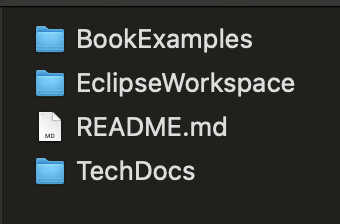 BookExamples
EclipseWorkspace
MD README.md
TechDocs